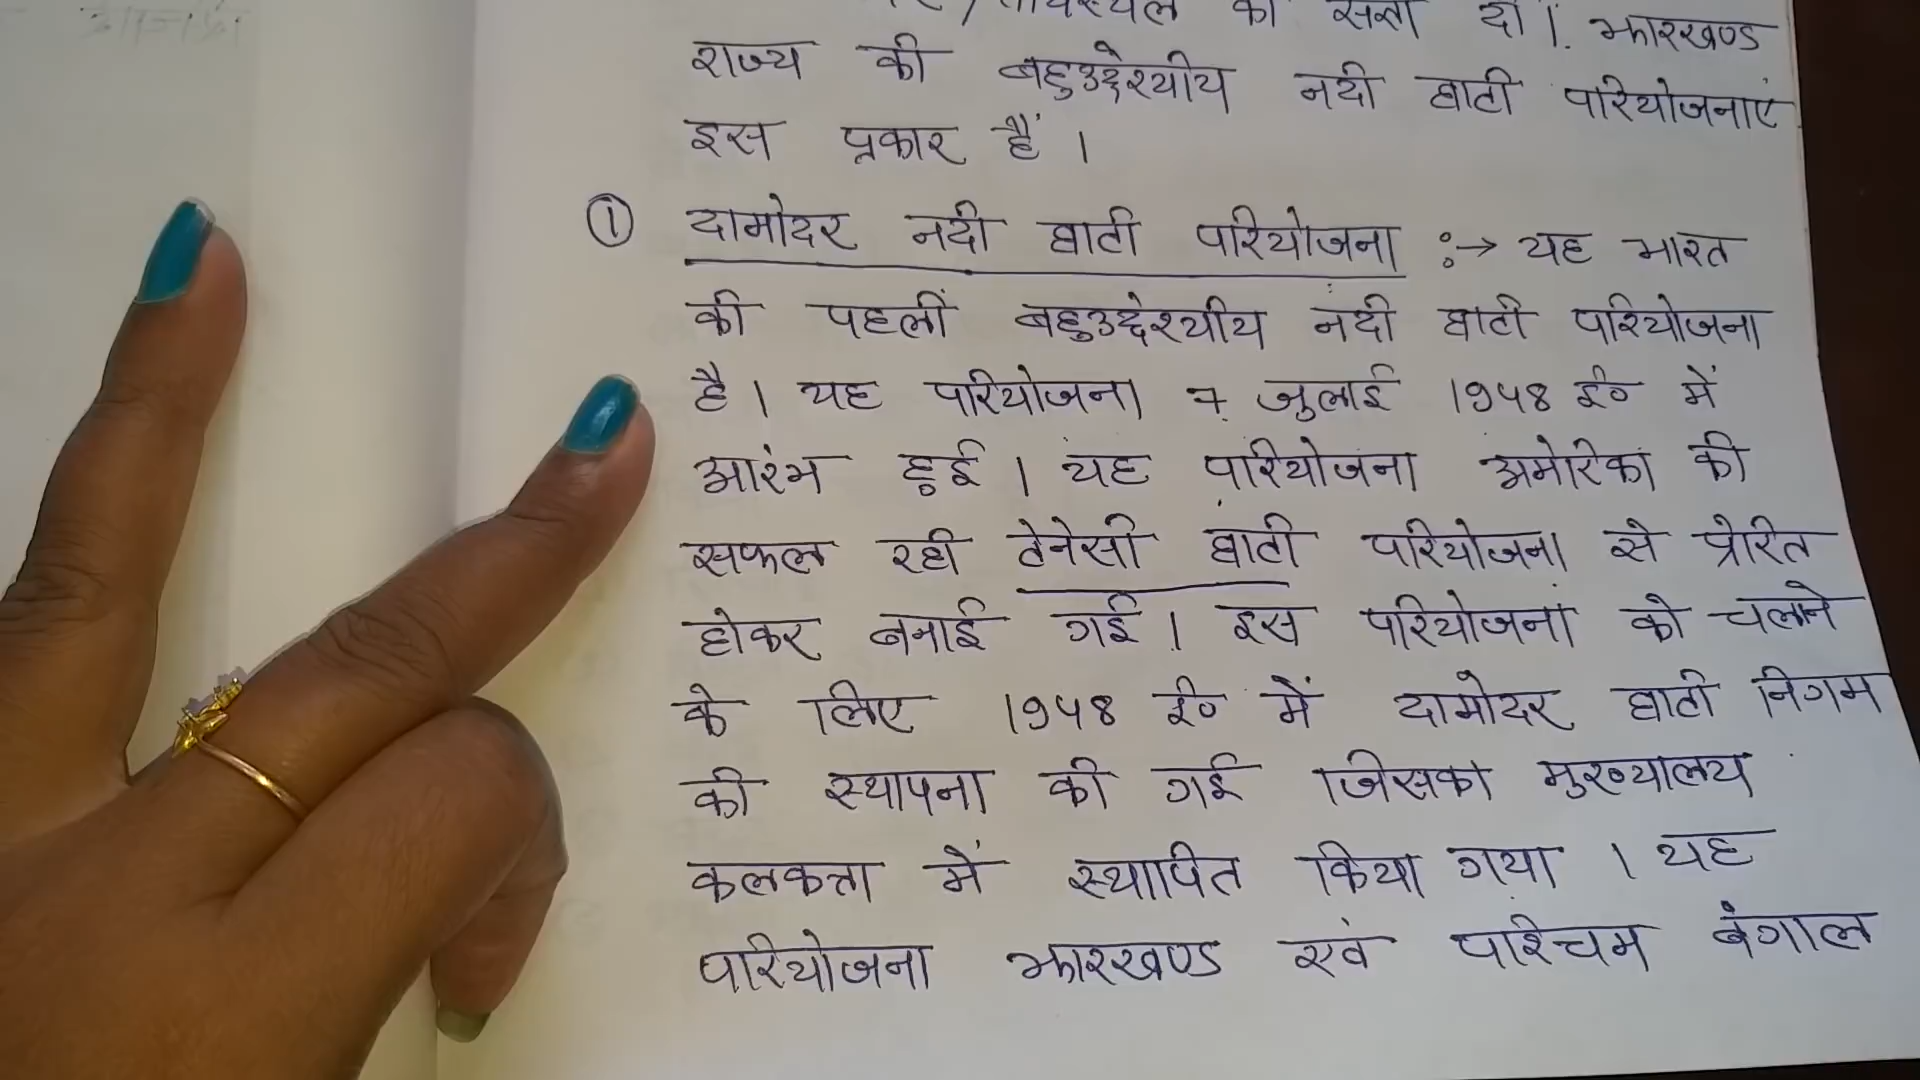 की संज्ञा दी । झारखण्ड
राज्य की बहुउद्देश्यीय नदी घाटी परियोजनाएं
इस प्रकार हैं ।
① दामोदर नदी घाटी परियोजना :→ यह भारत
की पहली बहुउद्देश्यीय नदी घाटी परियोजना
है । यह परियोजना 7 जुलाई 1948 ई० में
आरंभ हुई । यह परियोजना अमेरिका की
सफल रही टेनेसी घाटी परियोजना से प्रेरित
होकर बनाई गई । इस परियोजना को चलाने
के लिए 1948 ई० में दामोदर घाटी निगम
की स्थापना की गई जिसका मुख्यालय
कलकत्ता में स्थापित किया गया । यह
परियोजना झारखण्ड एवं पश्चिम बंगाल